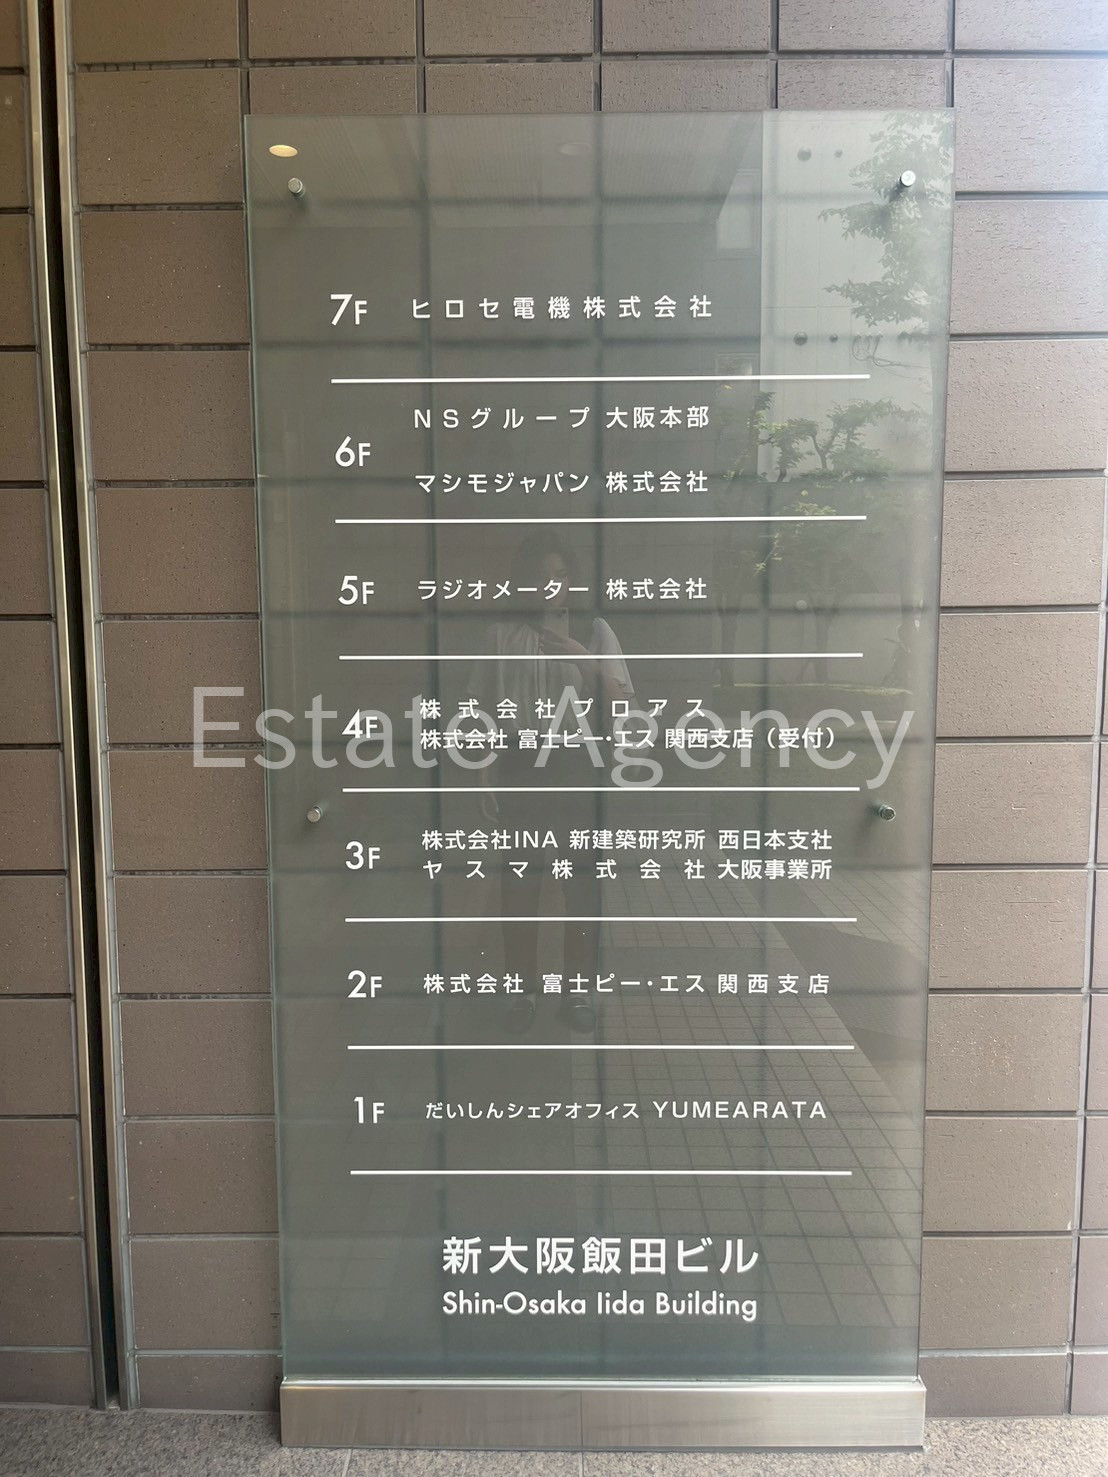 7F ヒロセ電機株式会社
NSグループ 大阪本部
6F
マシモジャパン 株式会社
5F ラジオメーター 株式会社
株式会社プロアス
4F
株式会社 富士ピー・エス 関西支店（受付）
Estate Agency
株式会社INA 新建築研究所 西日本支社
3F
ヤスマ株式会社 大阪事業所
2F 株式会社 富士ピー・エス 関西支店
1F だいしんシェアオフィス YUMEARATA
新大阪飯田ビル
Shin-Osaka Iida Building